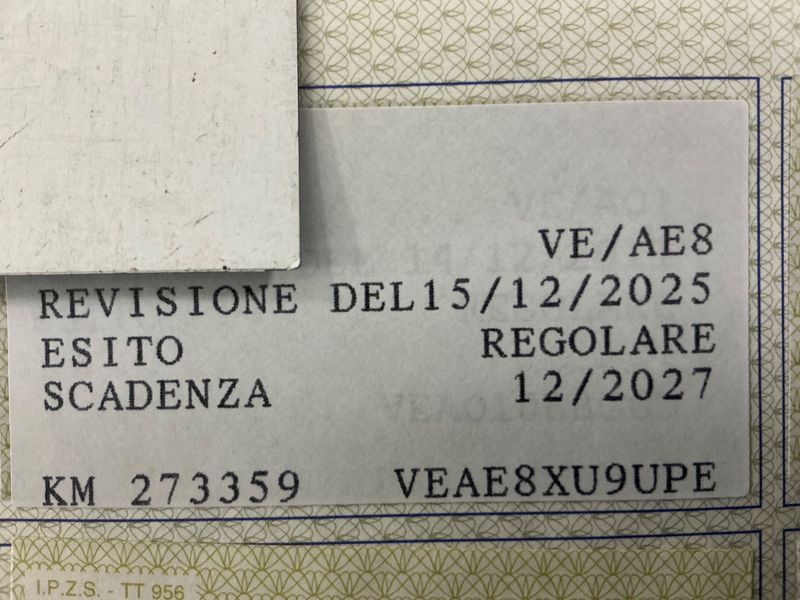 VE/AE8
REVISIONE DEL15/12/2025
ESITO REGOLARE
SCADENZA 12/2027
KM 273359 VEAE8XU9UPE
I.P.Z.S. - TT 956